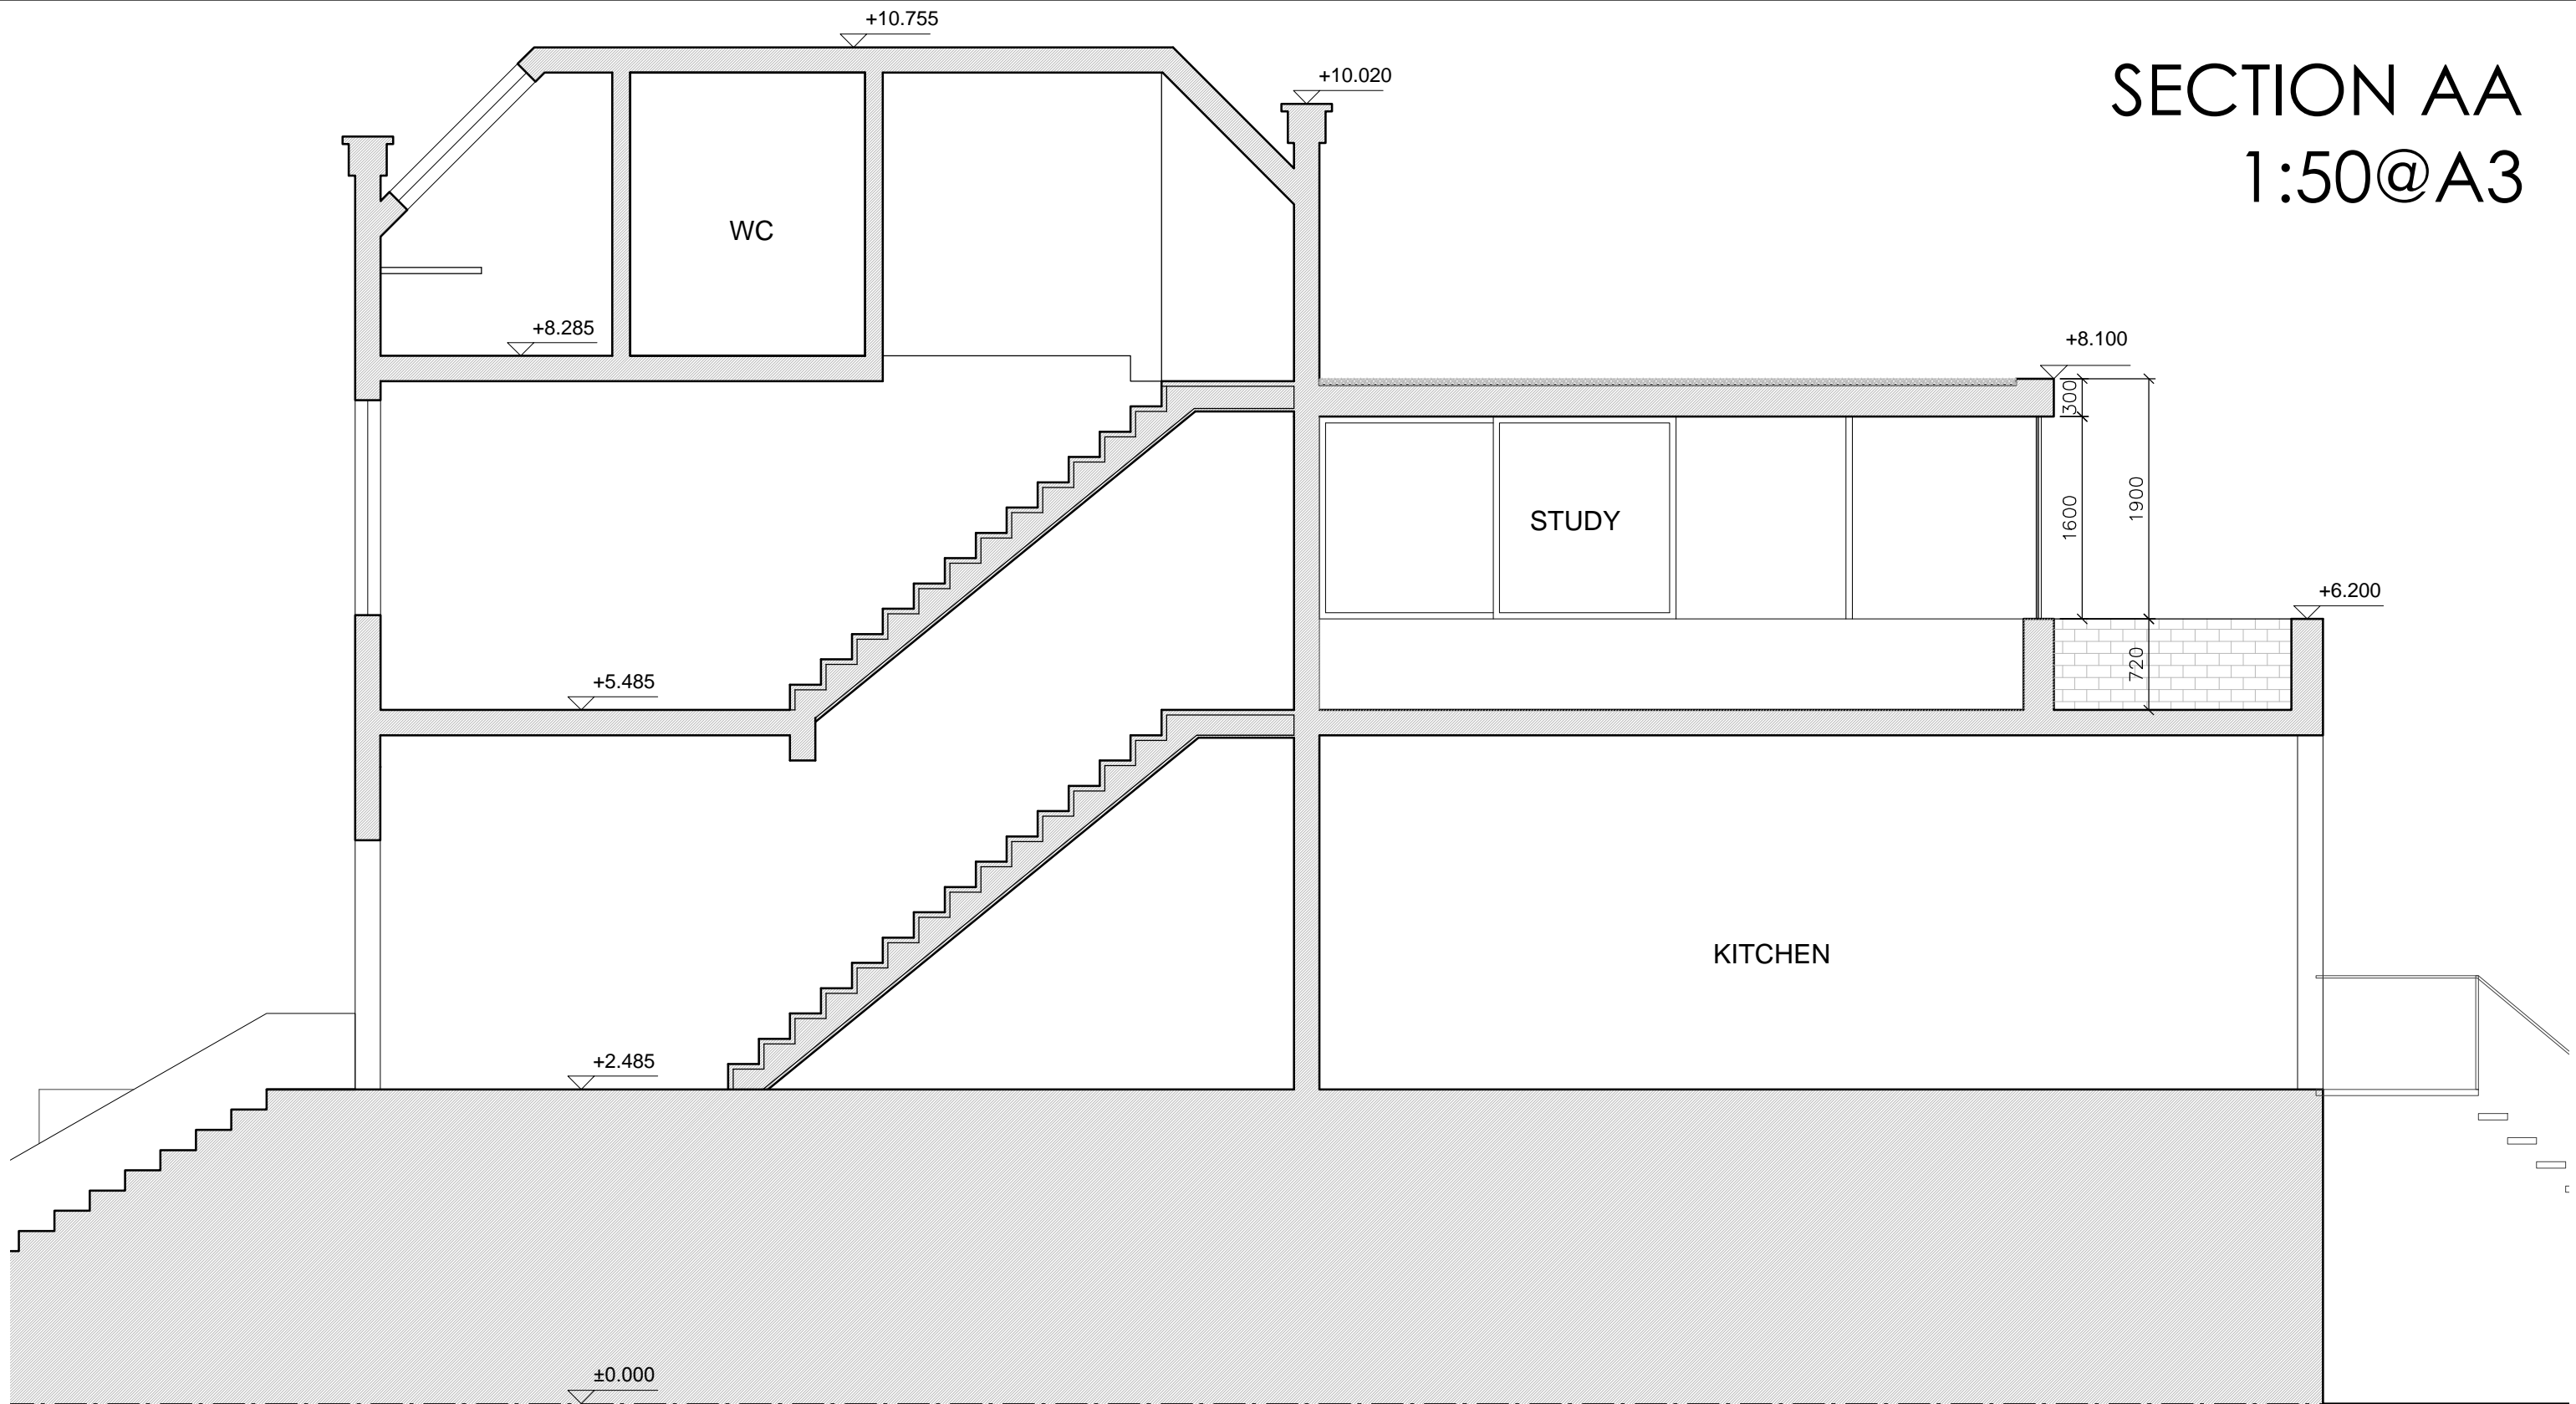 +10.755
+10.020
SECTION AA
1:50@A3
WC
+8.285
+8.100
300
1600
1900
STUDY
+6.200
+5.485
720
KITCHEN
+2.485
±0.000